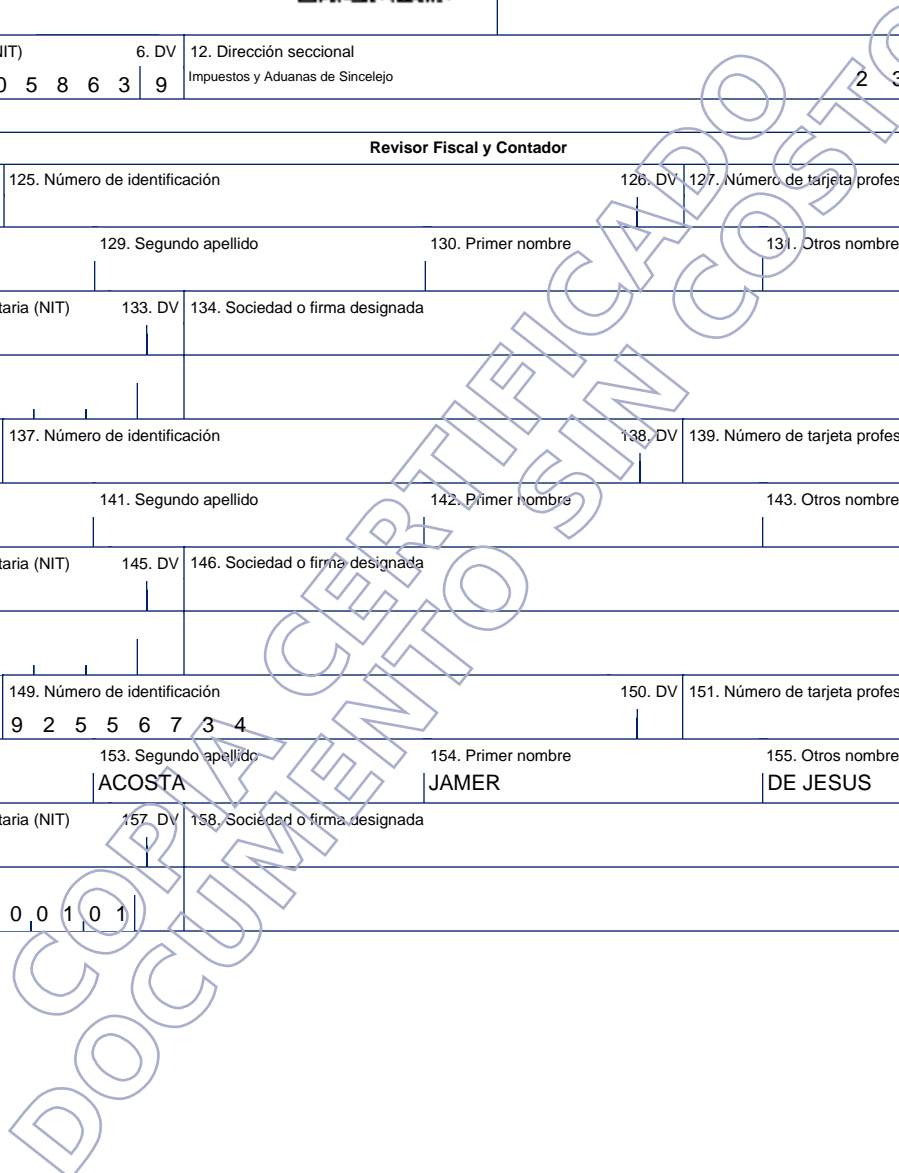 NIT) 6. DV 12. Dirección seccional
0 5 8 6 3 9 Impuestos y Aduanas de Sincelejo 2 3
Revisor Fiscal y Contador
125. Número de identificación 126. DV 127. Número de tarjeta profes
129. Segundo apellido 130. Primer nombre 131. Otros nombre
taria (NIT) 133. DV 134. Sociedad o firma designada
137. Número de identificación 138. DV 139. Número de tarjeta profes
141. Segundo apellido 142. Primer nombre 143. Otros nombre
taria (NIT) 145. DV 146. Sociedad o firma designada
149. Número de identificación 150. DV 151. Número de tarjeta profes
9 2 5 5 6 7 3 4
153. Segundo apellido 154. Primer nombre 155. Otros nombre
ACOSTA JAMER DE JESUS
taria (NIT) 157. DV 158. Sociedad o firma designada
0 0 1 0 1
COPIA CERTIFICADO
DOCUMENTO SIN COSTO